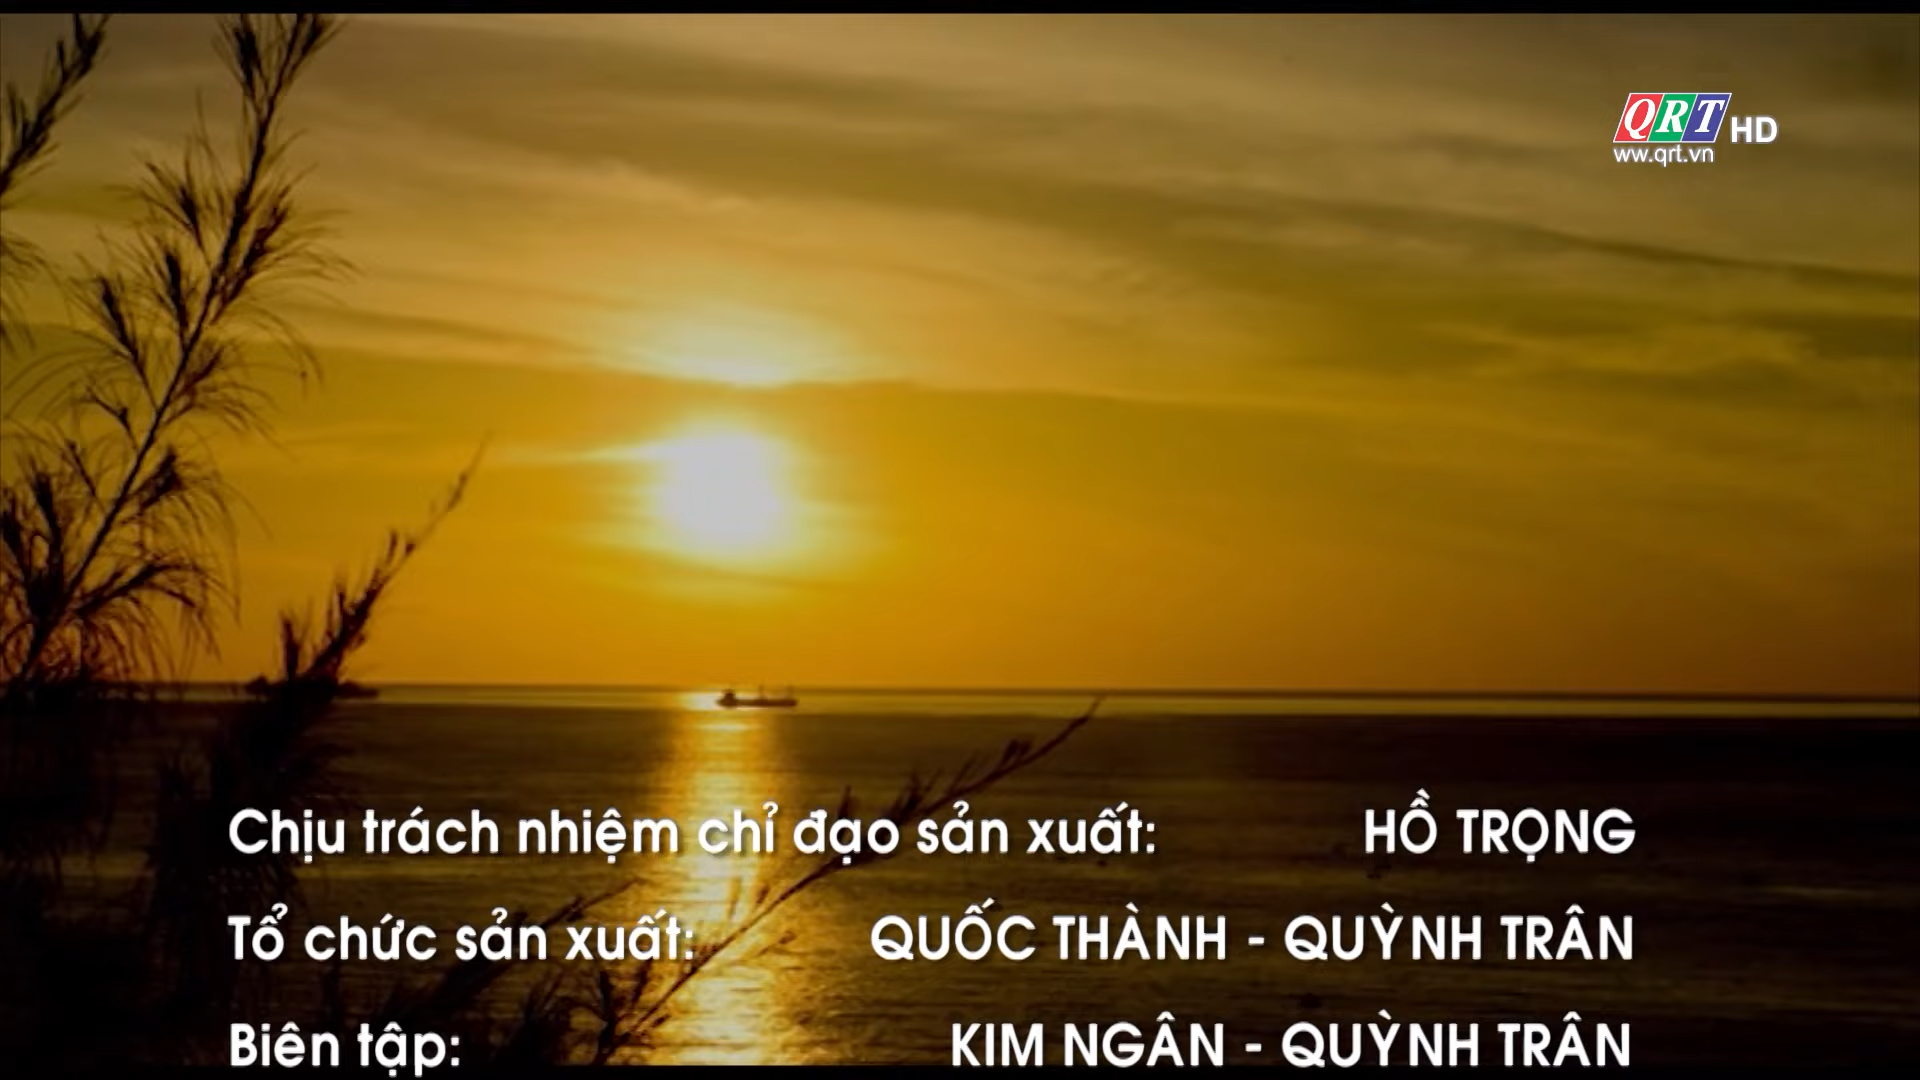 QRT HD
ww.qrt.vn
Chịu trách nhiệm chỉ đạo sản xuất: HỒ TRỌNG
Tổ chức sản xuất: QUỐC THÀNH - QUỲNH TRÂN
Biên tập: KIM NGÂN - QUỲNH TRÂN